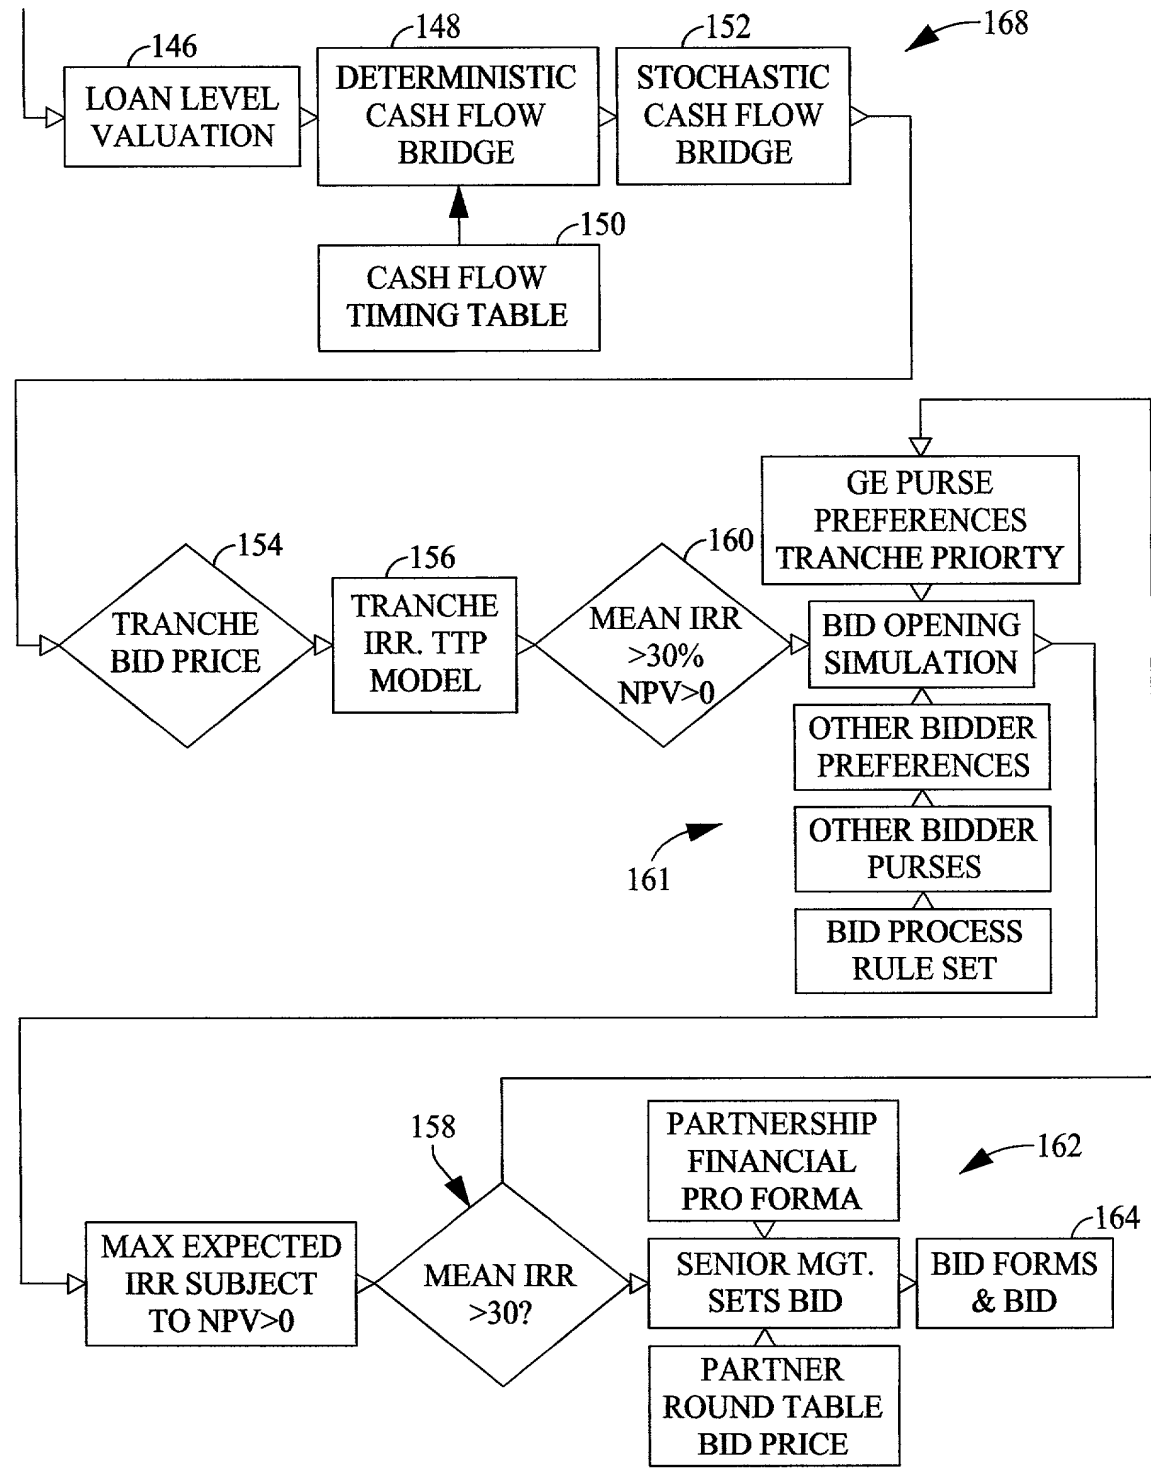 146
148
152
168
LOAN LEVEL
VALUATION
DETERMINISTIC
CASH FLOW
BRIDGE
STOCHASTIC
CASH FLOW
BRIDGE
150
CASH FLOW
TIMING TABLE
GE PURSE
PREFERENCES
TRANCHE PRIORTY
154
TRANCHE
BID PRICE
156
TRANCHE
IRR. TTP
MODEL
160
MEAN IRR
>30%
NPV>0
BID OPENING
SIMULATION
OTHER BIDDER
PREFERENCES
OTHER BIDDER
PURSES
161
BID PROCESS
RULE SET
MAX EXPECTED
IRR SUBJECT
TO NPV>0
158
MEAN IRR
>30?
PARTNERSHIP
FINANCIAL
PRO FORMA
162
SENIOR MGT.
SETS BID
164
BID FORMS
& BID
PARTNER
ROUND TABLE
BID PRICE